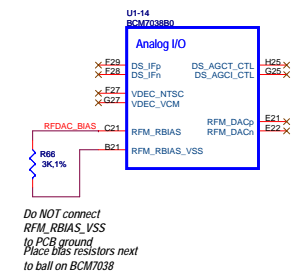 U1-14
BCM7038B0
Analog I/O
F29 DS_IFp DS_AGCT_CTL H25
F28 DS_IFn DS_AGCI_CTL G25
F27 VDEC_NTSC
G27 VDEC_VCM
RFDAC_BIAS C21 RFM_RBIAS RFM_DACp E21
RFM_DACn F22
R66
3K,1%
B21 RFM_RBIAS_VSS
Do NOT connect
RFM_RBIAS_VSS
to PCB ground
Place bias resistors next
to ball on BCM7038